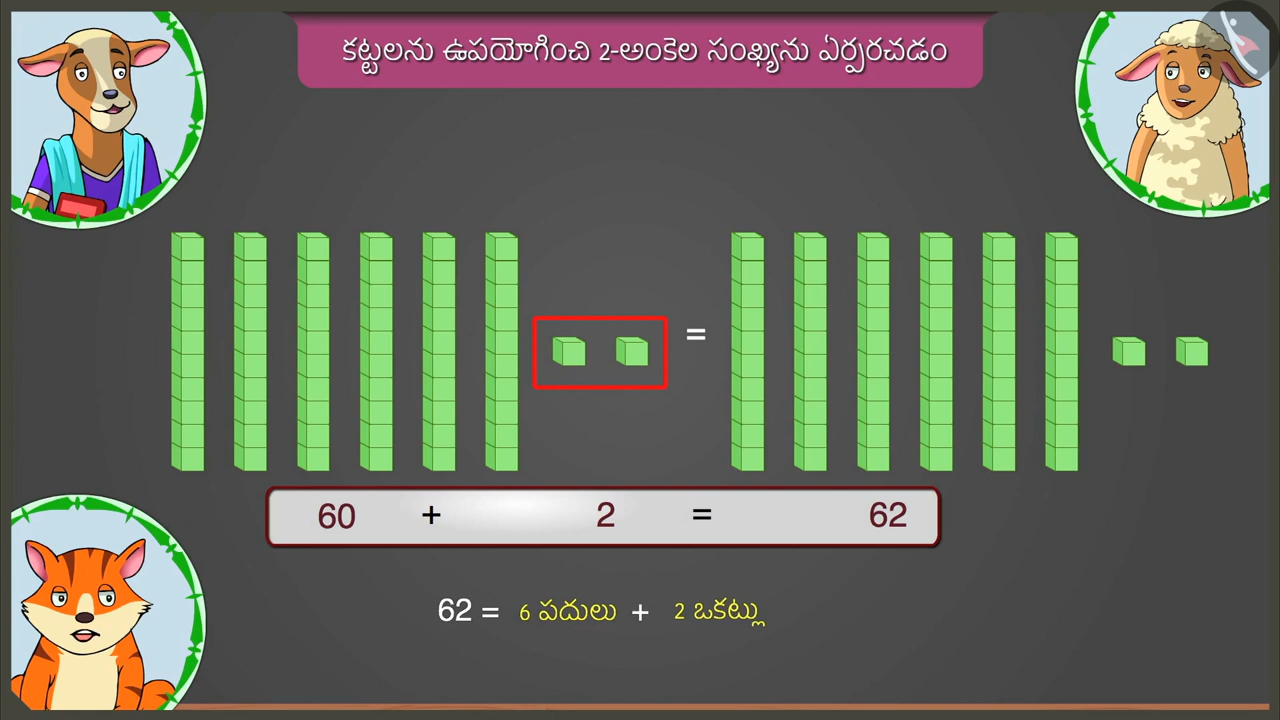 కట్టలను ఉపయోగించి 2-అంకెల సంఖ్యను ఏర్పరచడం
=
60 + 2 = 62
62 = 6 పదులు + 2 ఒకట్లు